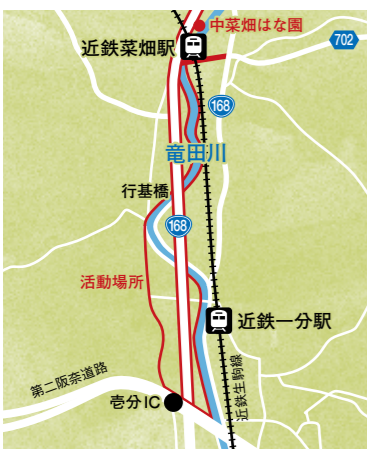 中菜畑はな園
近鉄菜畑駅
702
168
竜田川
行基橋
168
活動場所
近鉄一分駅
第二阪奈道路
近鉄生駒線
壱分IC